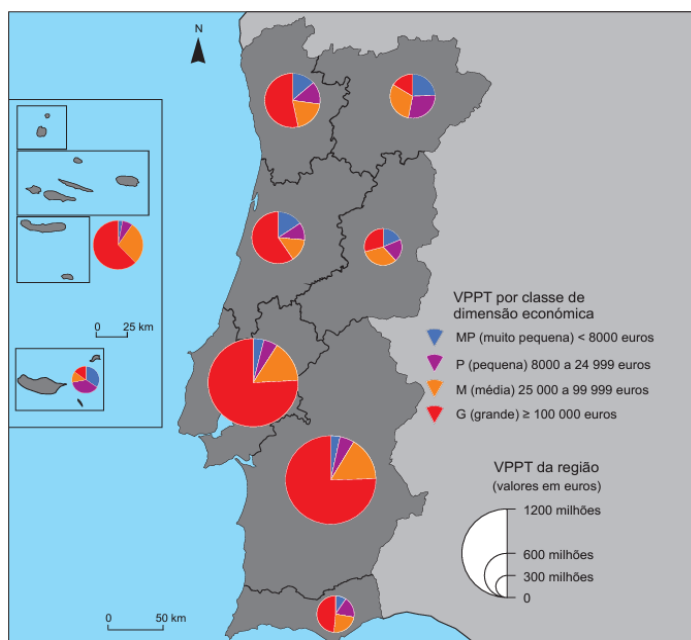 N
0 25 km
VPPT por classe de
dimensão económica
MP (muito pequena) < 8000 euros
P (pequena) 8000 a 24 999 euros
M (média) 25 000 a 99 999 euros
G (grande) ≥ 100 000 euros
VPPT da região
(valores em euros)
1200 milhões
600 milhões
300 milhões
0
0 50 km